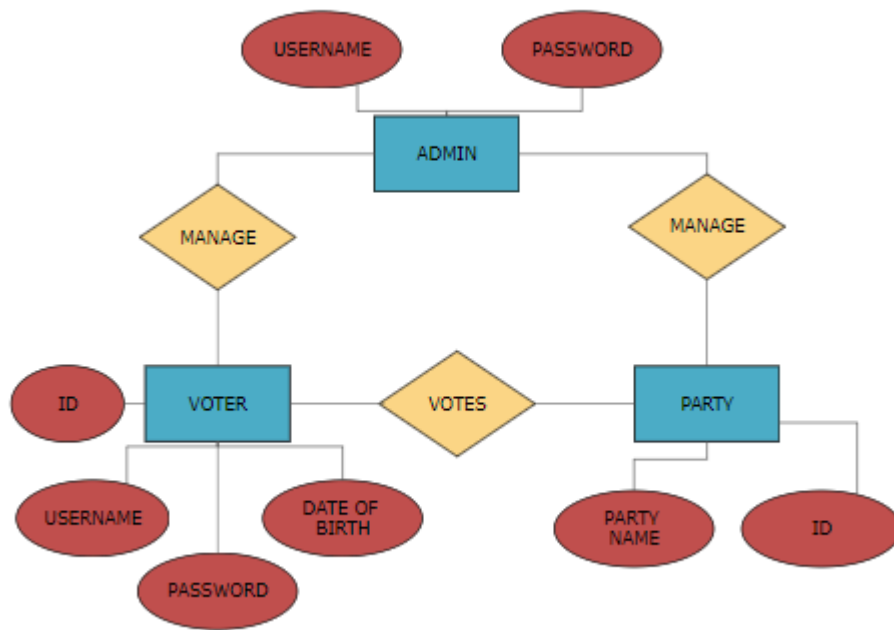 USERNAME
PASSWORD
ADMIN
MANAGE
MANAGE
ID
VOTER
VOTES
PARTY
USERNAME
DATE OF
BIRTH
PARTY
NAME
ID
PASSWORD